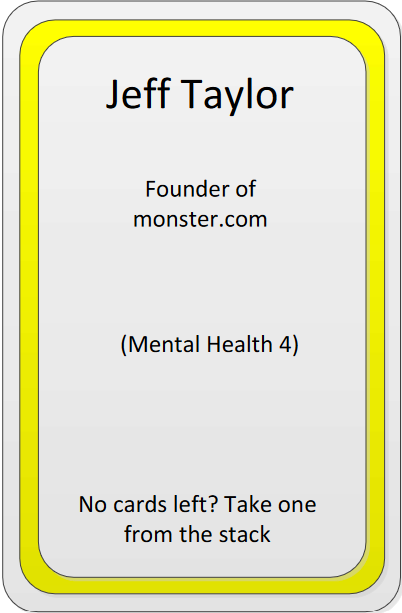 Jeff Taylor
Founder of
monster.com
(Mental Health 4)
No cards left? Take one
from the stack